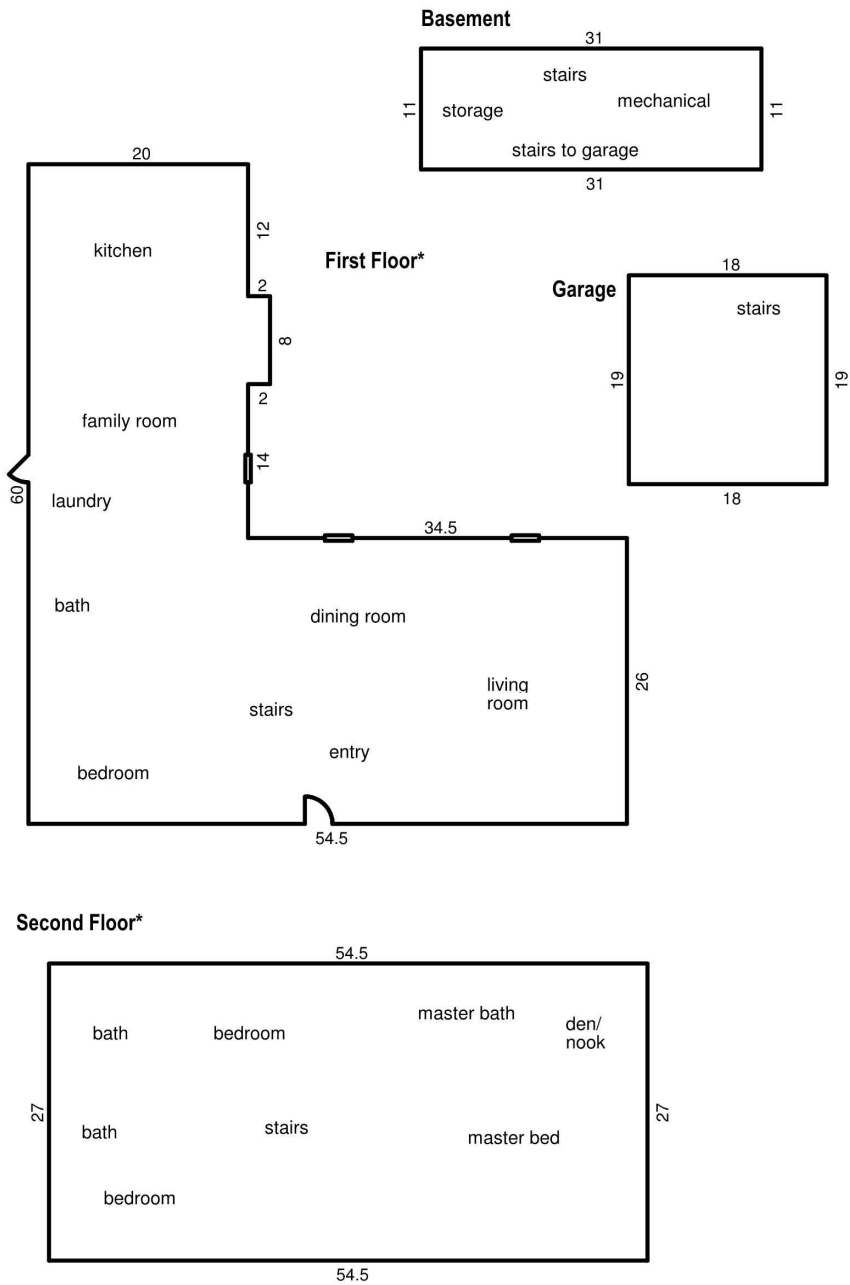 Basement
31
stairs
11
storage
mechanical
11
stairs to garage
31
20
12
kitchen
First Floor*
2
8
2
family room
14
60
laundry
34.5
bath
dining room
26
living
room
stairs
entry
bedroom
54.5
Garage
18
stairs
19
19
18
Second Floor*
54.5
master bath
bath
bedroom
den/
nook
27
27
bath
stairs
master bed
bedroom
54.5